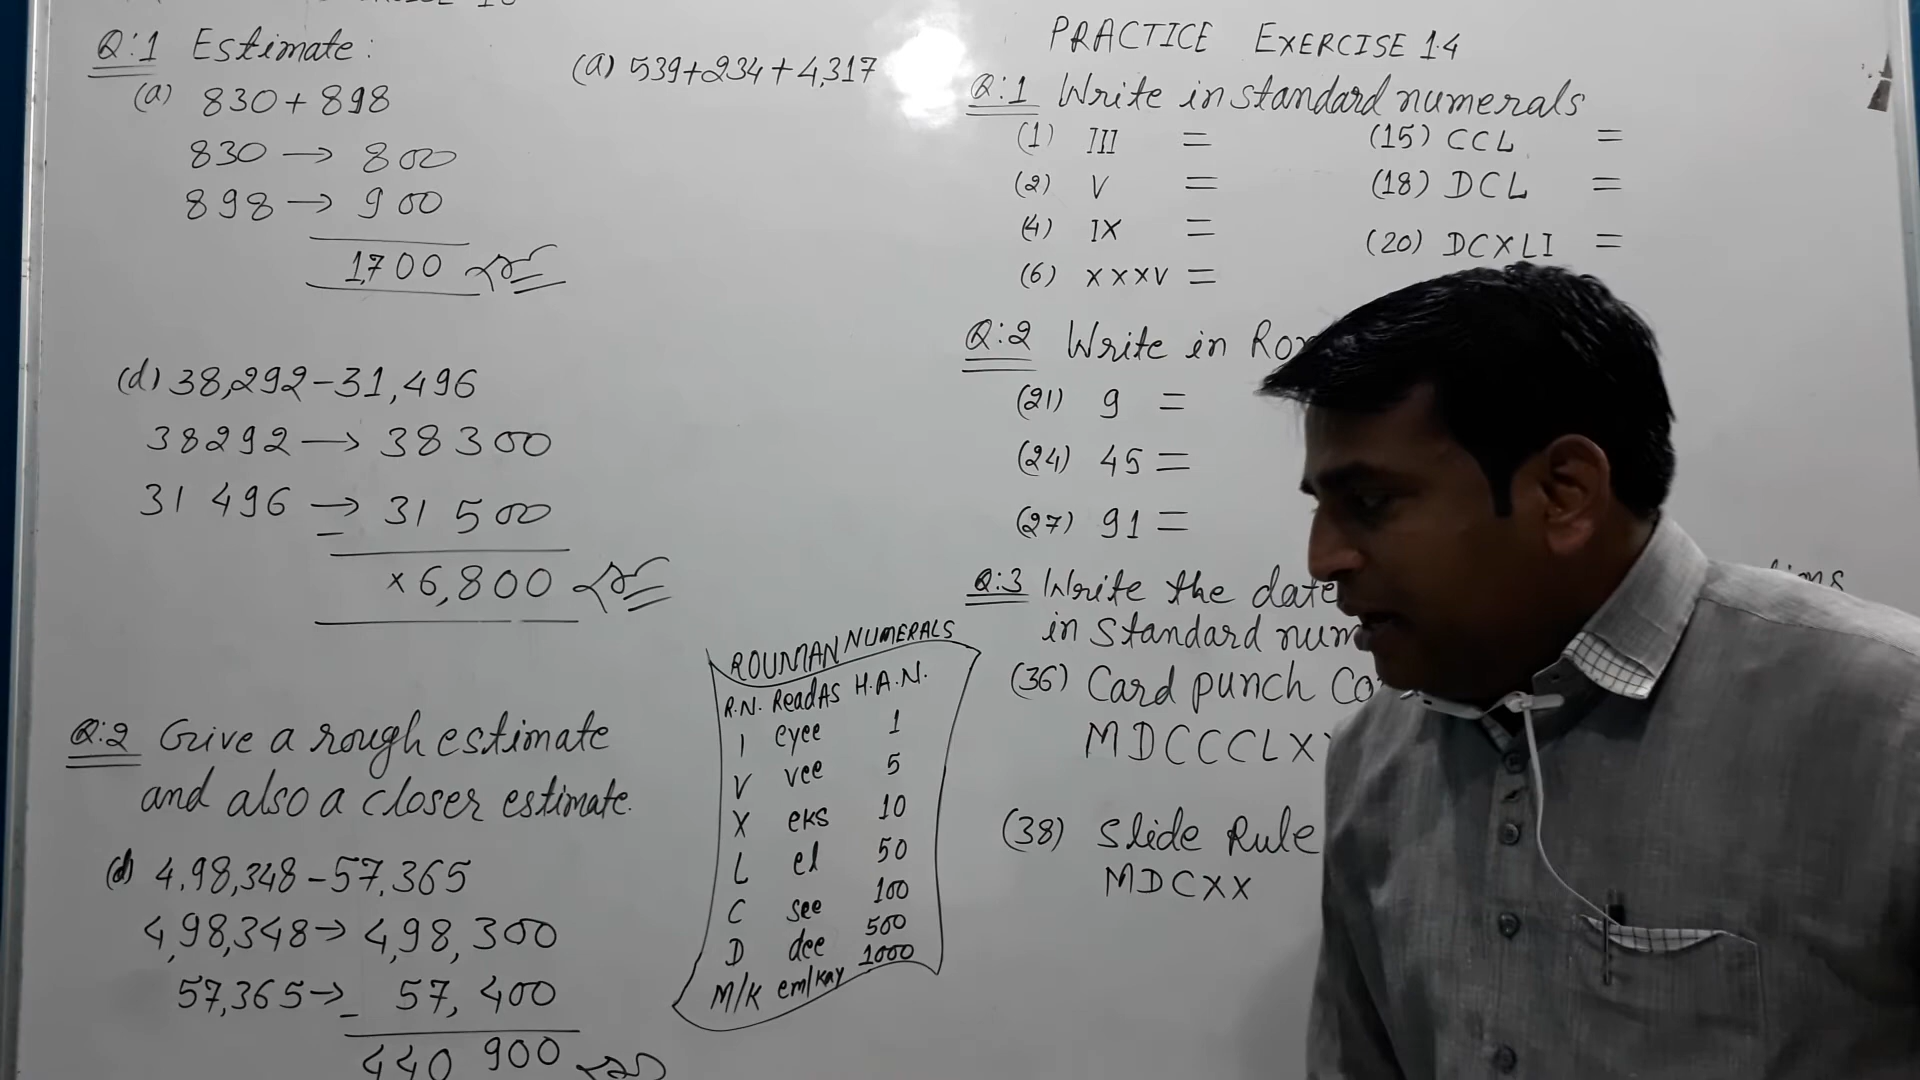 Q:1 Estimate:
(a) 830+898
830 → 800
898 → 900
1,700
(d) 38,292-31,496
38292 → 38300
31 496 → 31 500
-
×6,800
Q:2 Give a rough estimate
and also a closer estimate.
(d) 4,98,348-57,365
4,98,348 → 4,98,300
57,365 → - 57,400
440 900
(a) 539+234+4,317
ROUMAN NUMERALS
R.N. Read As H.A.N.
I eyee 1
V vee 5
X eks 10
L el 50
C see 100
D dee 500
M/K em/kay 1000
PRACTICE EXERCISE 1.4
Q:1 Write in standard numerals
(1) III = (15) CCL =
(2) V = (18) DCL =
(4) IX = (20) DCXLI =
(6) XXXV =
Q:2 Write in
(21) 9 =
(24) 45 =
(27) 91 =
Q:3 Write the date
in standard
(36) Card punch
(38) Slide Rule
MDCXX